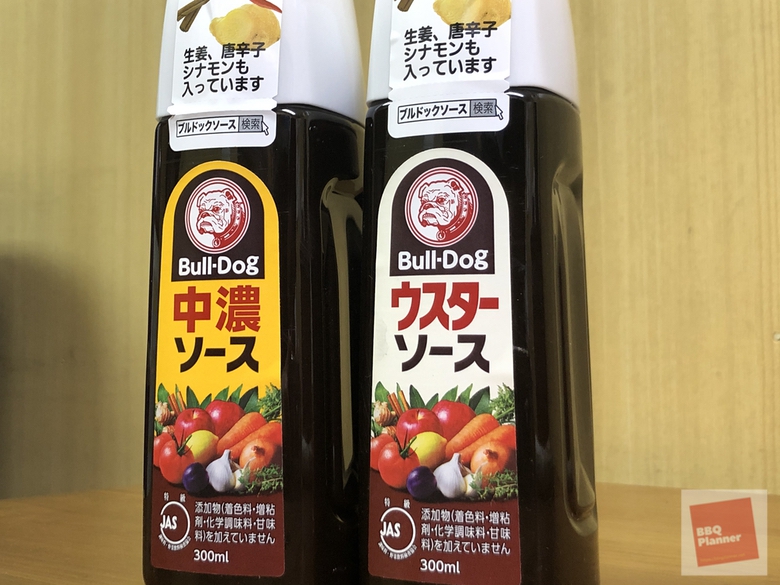 生姜、唐辛子
シナモンも
入っています
ブルドックソース 検索
Bull-Dog
中濃
ソース
特級
JAS
添加物(着色料・増粘
剤・化学調味料・甘味
料)を加えていません
300ml
生姜、唐辛子
シナモンも
入っています
ブルドックソース 検索
Bull-Dog
ウスター
ソース
特級
JAS
添加物(着色料・増粘
剤・化学調味料・甘味
料)を加えていません
300ml
BBQ
Planner